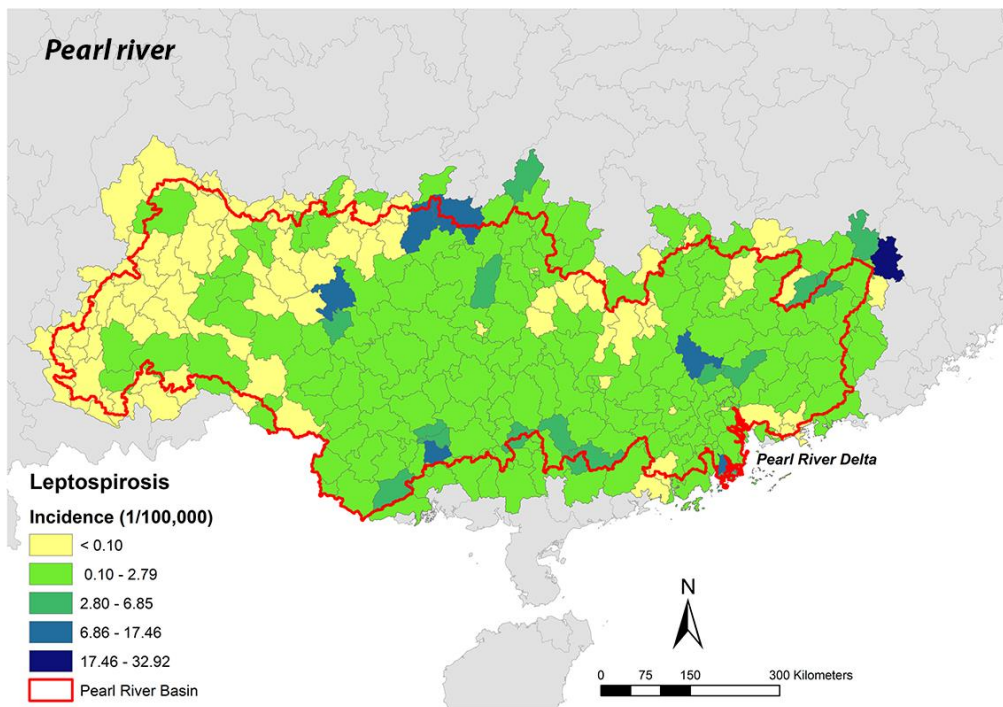 Pearl river
Pearl River Delta
Leptospirosis
Incidence (1/100,000)
< 0.10
0.10 - 2.79
2.80 - 6.85
6.86 - 17.46
17.46 - 32.92
Pearl River Basin
N
0 75 150 300 Kilometers